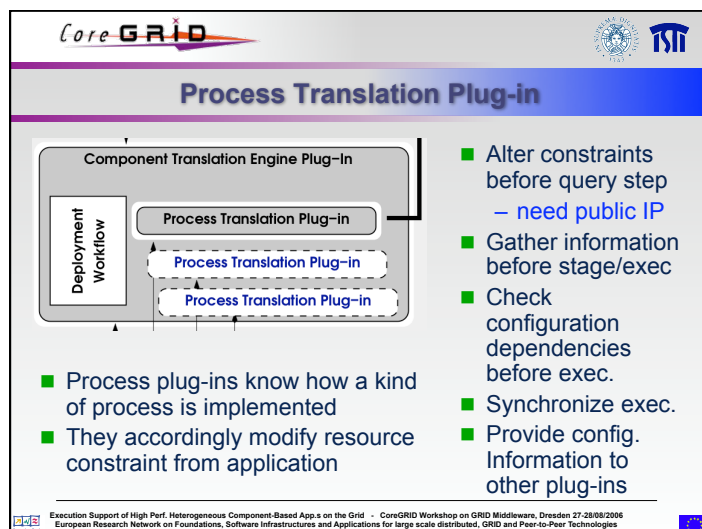 Core GRID
ISTI
Process Translation Plug-in
Component Translation Engine Plug-In
Deployment
Workflow
Process Translation Plug-in
Process Translation Plug-in
Process Translation Plug-in
Process plug-ins know how a kind
of process is implemented
They accordingly modify resource
constraint from application
Alter constraints
before query step
– need public IP
Gather information
before stage/exec
Check
configuration
dependencies
before exec.
Synchronize exec.
Provide config.
Information to
other plug-ins
Execution Support of High Perf. Heterogeneous Component-Based App.s on the Grid - CoreGRID Workshop on GRID Middleware, Dresden 27-28/08/2006
European Research Network on Foundations, Software Infrastructures and Applications for large scale distributed, GRID and Peer-to-Peer Technologies